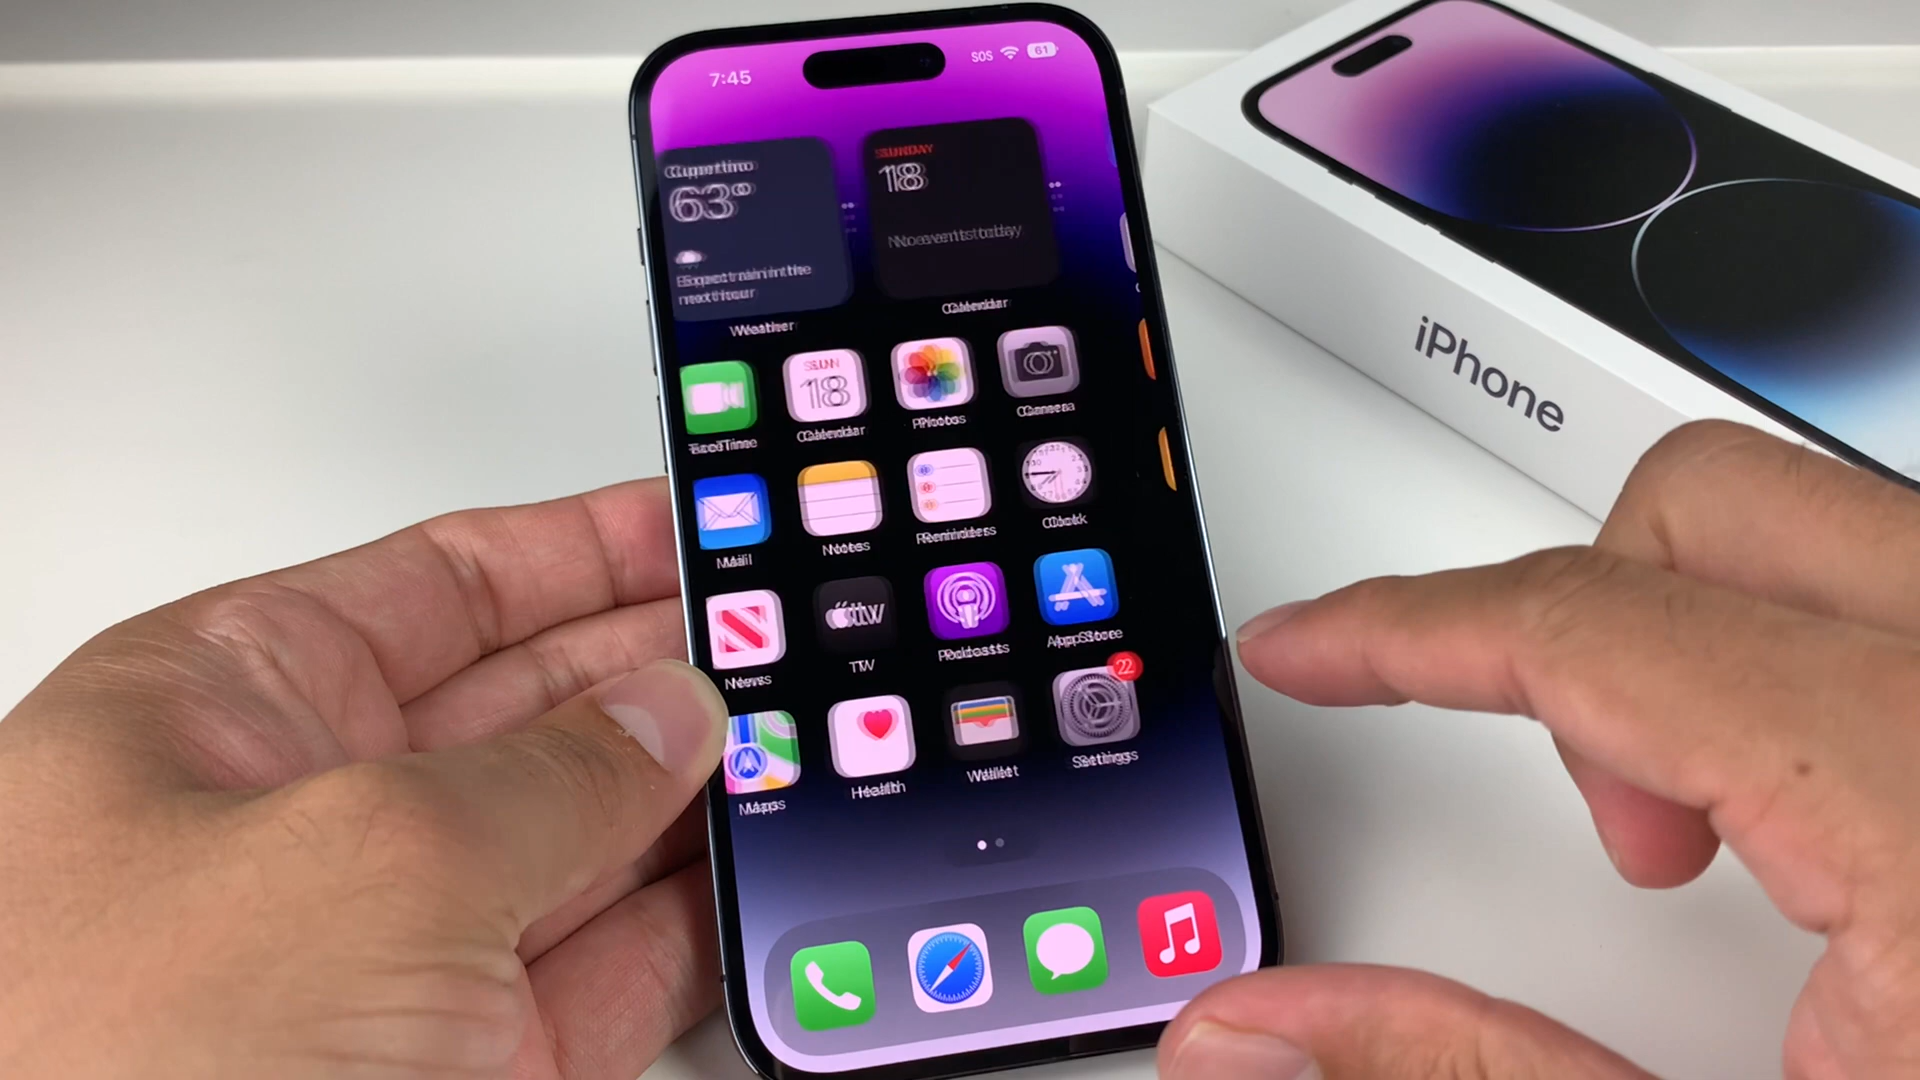 7:45
SOS
61
Cupertino
63°
Expect rain in the
next hour
Weather
SUNDAY
18
No events today
Calendar
SUN
18
FaceTime
Calendar
Photos
Camera
Mail
Notes
Reminders
Clock
tv
News
TV
Podcasts
App Store
22
Maps
Health
Wallet
Settings
iPhone